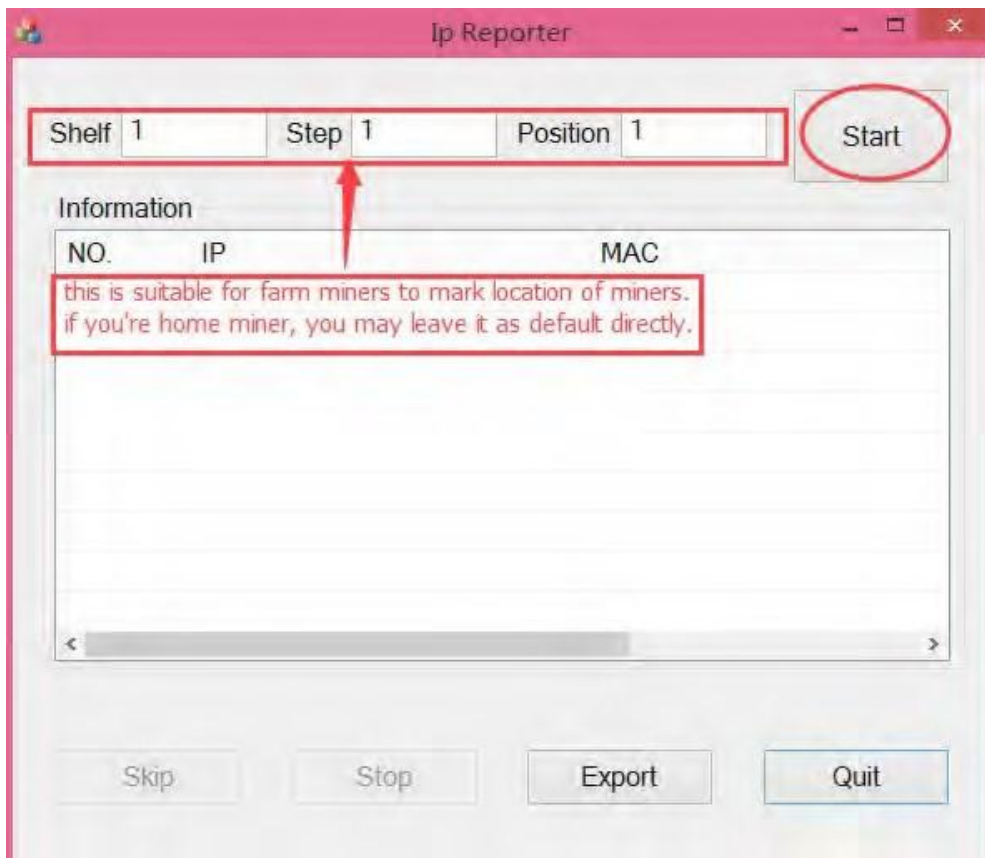 Ip Reporter
Shelf 1 Step 1 Position 1 Start
Information
NO. IP MAC
this is suitable for farm miners to mark location of miners.
if you're home miner, you may leave it as default directly.
Skip Stop Export Quit